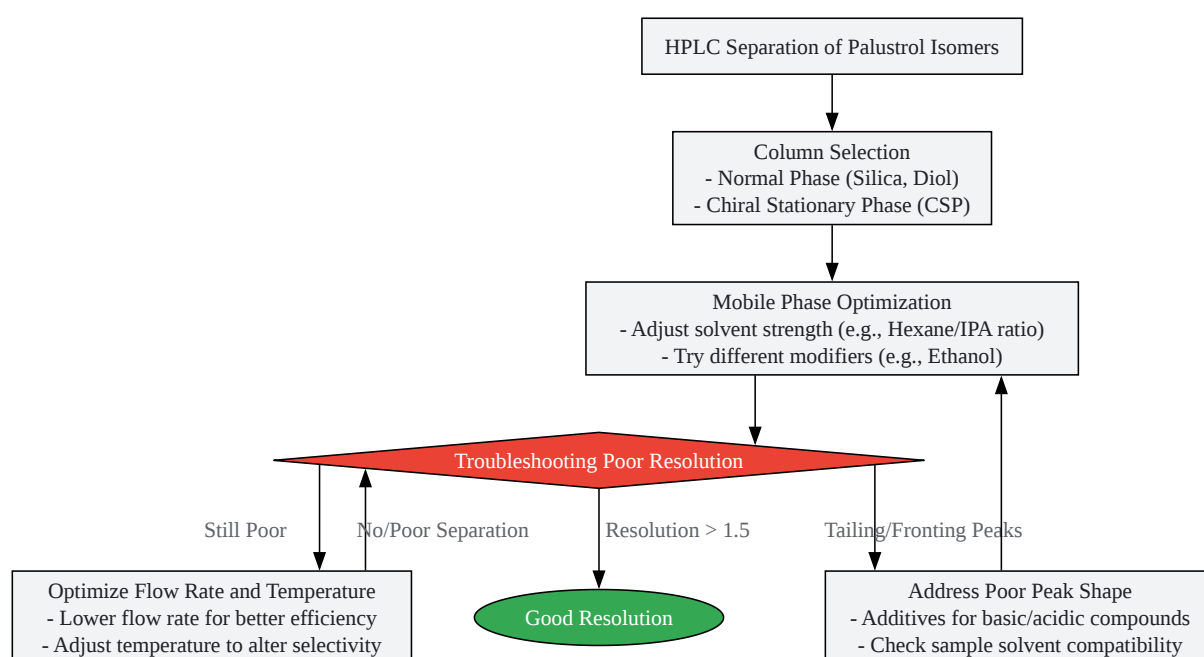 HPLC Separation of Palustrol Isomers
Column Selection
- Normal Phase (Silica, Diol)
- Chiral Stationary Phase (CSP)
Mobile Phase Optimization
- Adjust solvent strength (e.g., Hexane/IPA ratio)
- Try different modifiers (e.g., Ethanol)
Troubleshooting Poor Resolution
Still Poor
No/Poor Separation
Resolution > 1.5
Tailing/Fronting Peaks
Optimize Flow Rate and Temperature
- Lower flow rate for better efficiency
- Adjust temperature to alter selectivity
Good Resolution
Address Poor Peak Shape
- Additives for basic/acidic compounds
- Check sample solvent compatibility